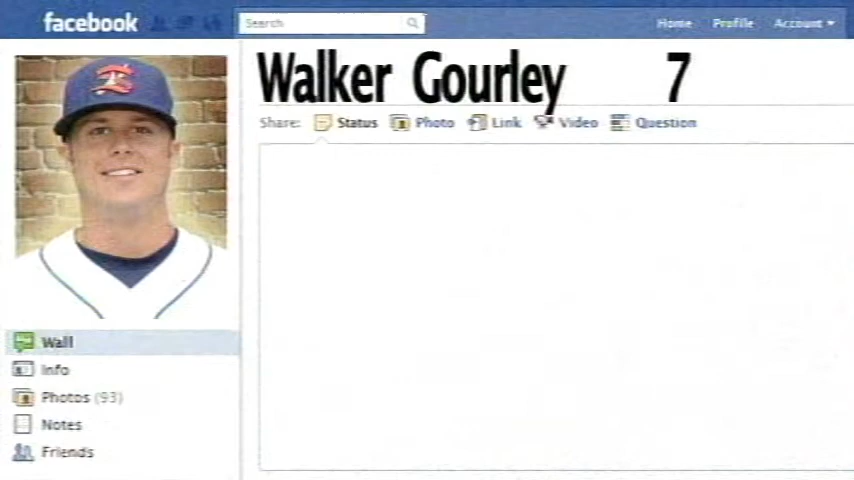 facebook Search Home Profile Account
Walker Gourley 7
Share: Status Photo Link Video Question
Wall
Info
Photos (93)
Notes
Friends